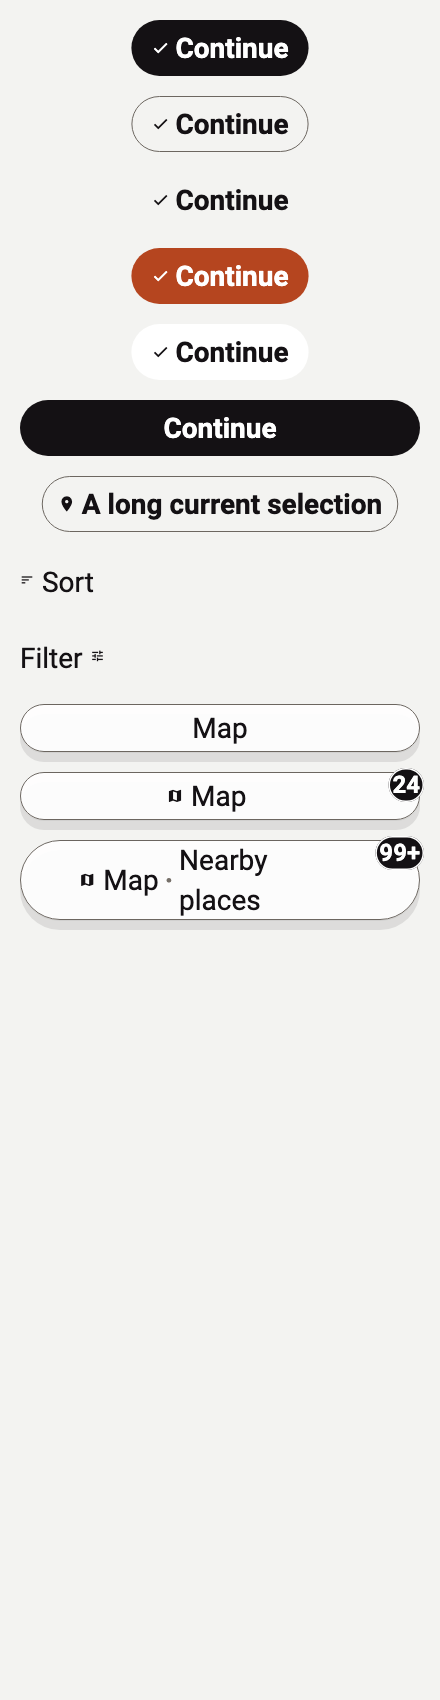 Continue
Continue
Continue
Continue
Continue
Continue
A long current selection
Sort
Filter
Map
Map
24
Map · Nearby
places
99+